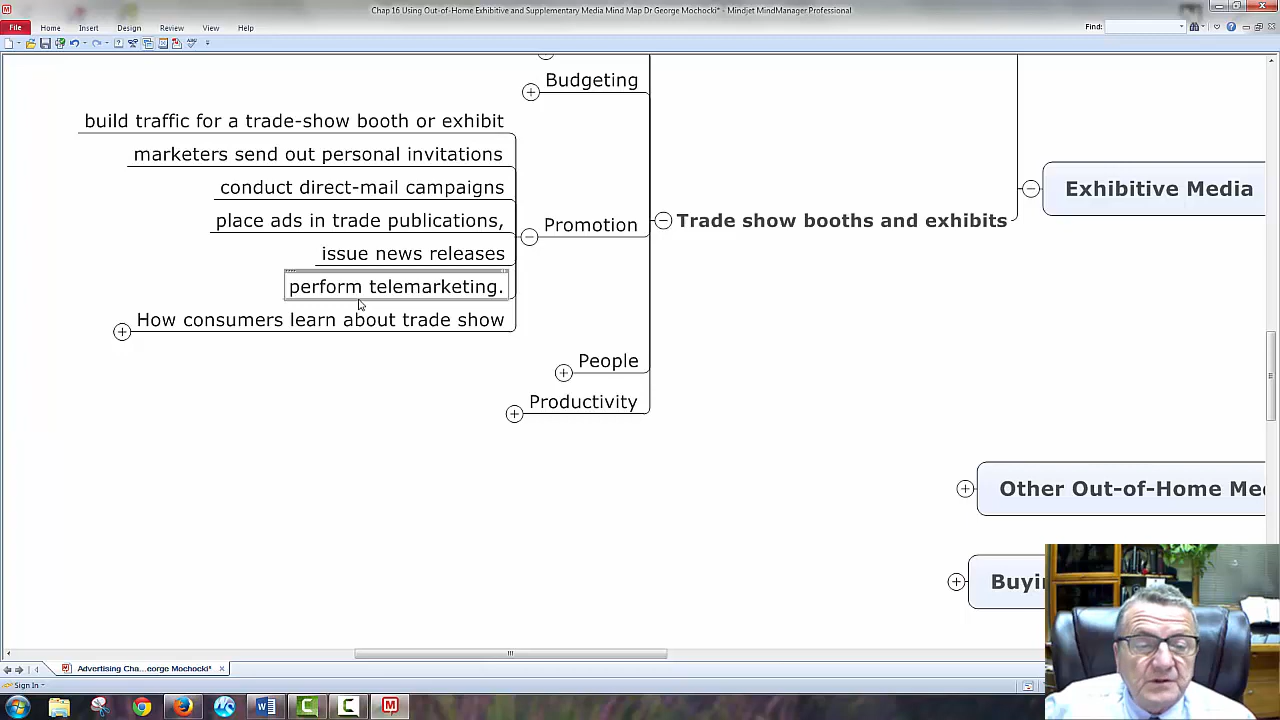 Chap 16 Using Out-of-Home Exhibitive and Supplementary Media Mind Map Dr George Mochocki* - Mindjet MindManager Professional
File Home Insert Design Review View Help
Find:
Budgeting
build traffic for a trade-show booth or exhibit
marketers send out personal invitations
conduct direct-mail campaigns
place ads in trade publications,
issue news releases
perform telemarketing.
How consumers learn about trade show
Promotion
Trade show booths and exhibits
Exhibitive Media
People
Productivity
Other Out-of-Home Me
Buyi
Advertising Cha...eorge Mochocki*
Sign In